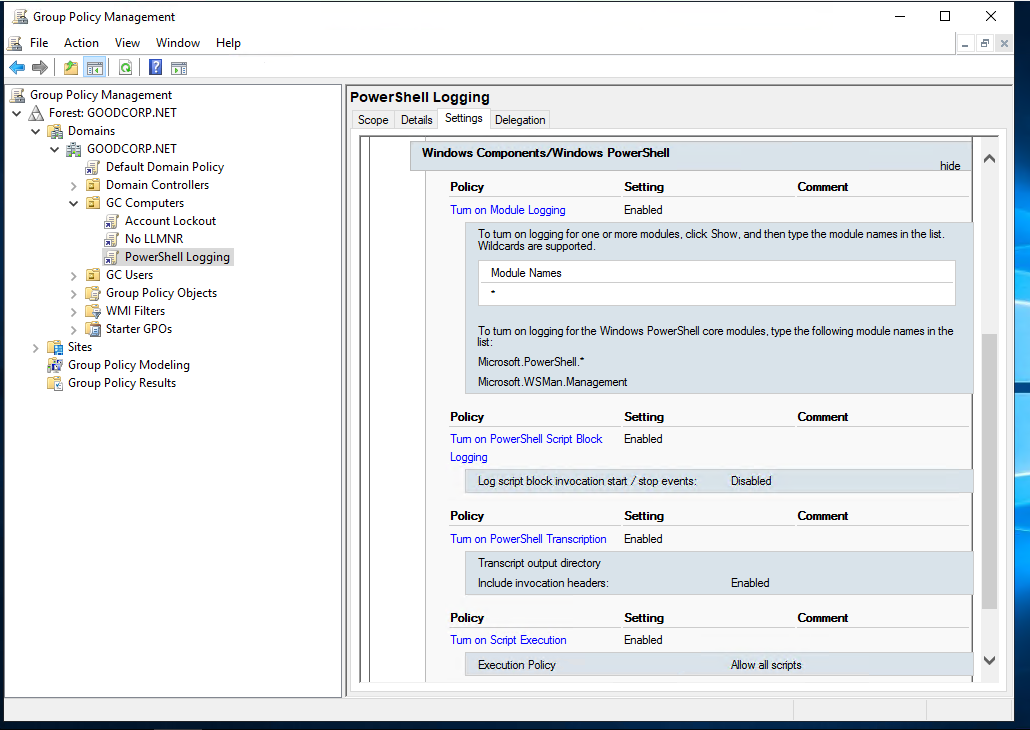 Group Policy Management
File Action View Window Help
Group Policy Management
Forest: GOODCORP.NET
Domains
GOODCORP.NET
Default Domain Policy
Domain Controllers
GC Computers
Account Lockout
No LLMNR
PowerShell Logging
GC Users
Group Policy Objects
WMI Filters
Starter GPOs
Sites
Group Policy Modeling
Group Policy Results
PowerShell Logging
Scope Details Settings Delegation
Windows Components/Windows PowerShell
hide
Policy Setting Comment
Turn on Module Logging Enabled
To turn on logging for one or more modules, click Show, and then type the module names in the list.
Wildcards are supported.
Module Names
*
To turn on logging for the Windows PowerShell core modules, type the following module names in the
list:
Microsoft.PowerShell.*
Microsoft.WSMan.Management
Policy Setting Comment
Turn on PowerShell Script Block Enabled
Logging
Log script block invocation start / stop events: Disabled
Policy Setting Comment
Turn on PowerShell Transcription Enabled
Transcript output directory
Include invocation headers: Enabled
Policy Setting Comment
Turn on Script Execution Enabled
Execution Policy Allow all scripts